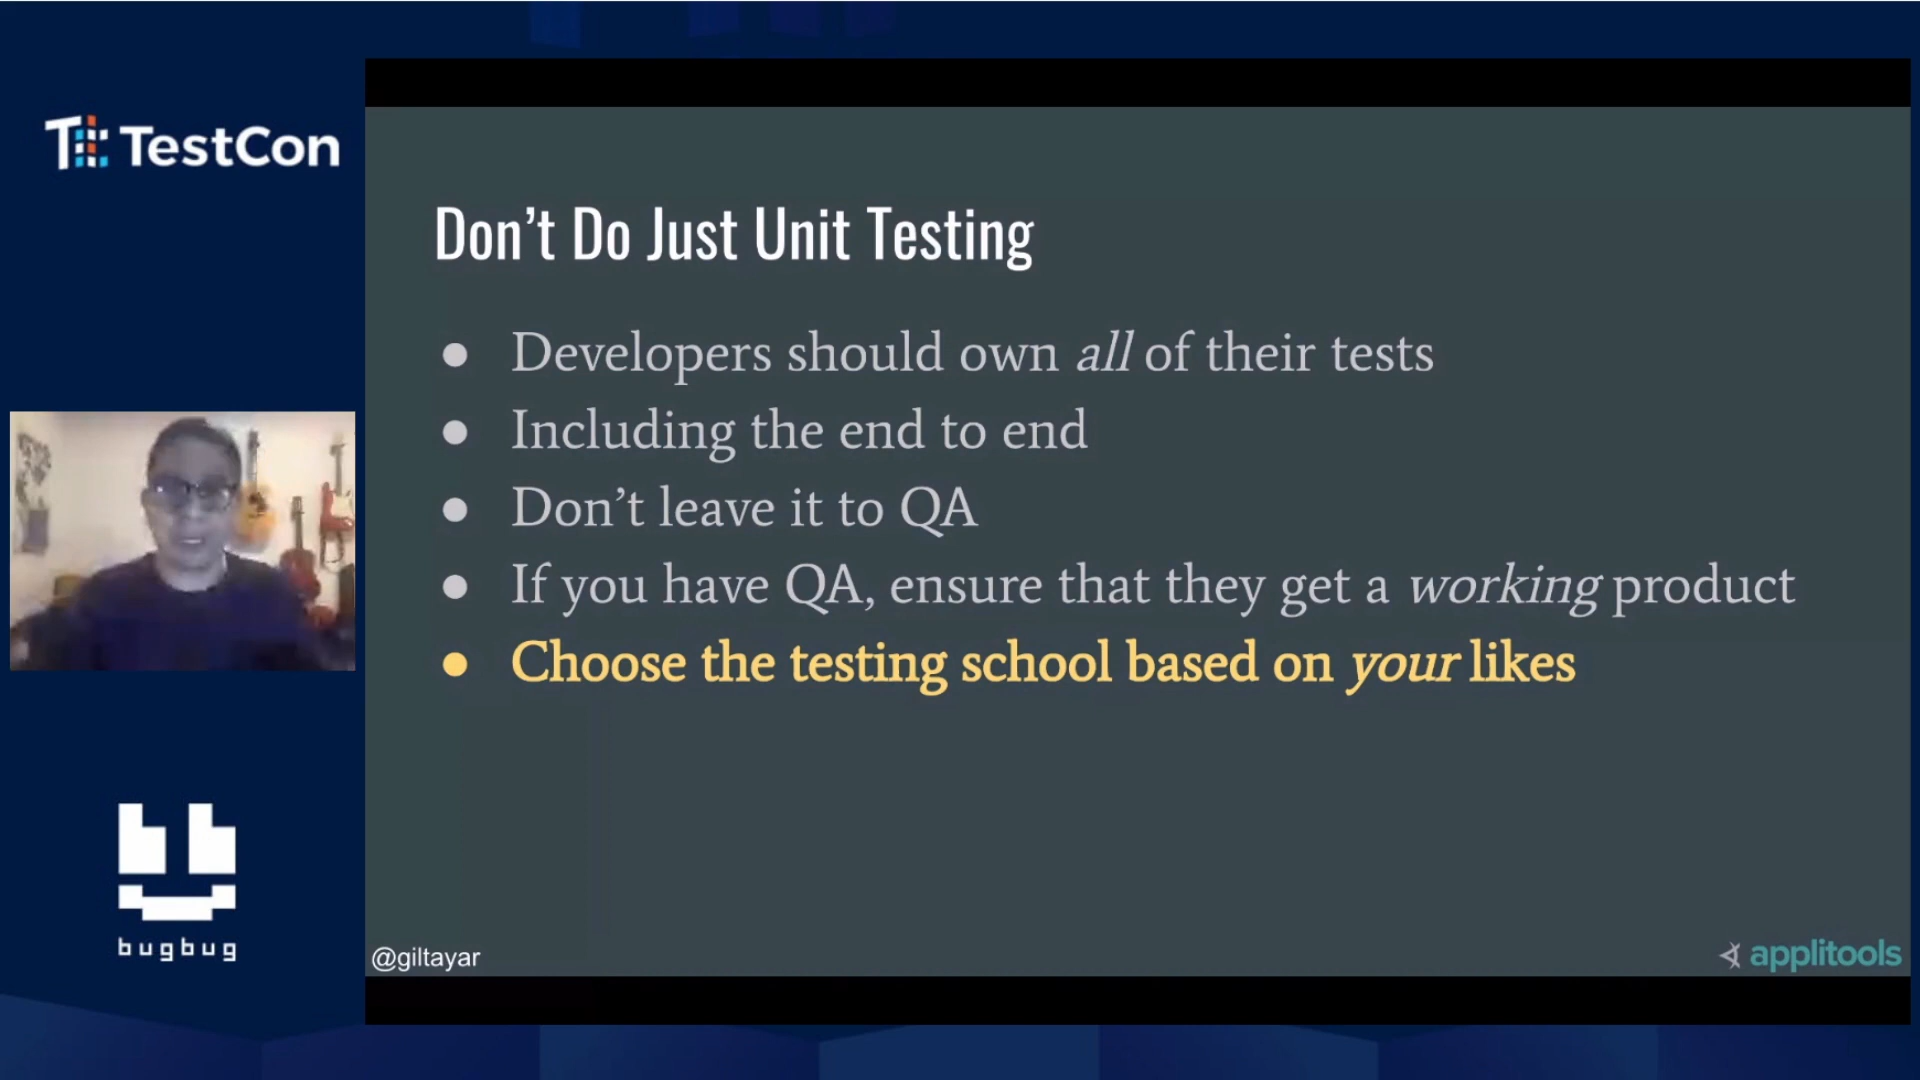 TestCon
Don’t Do Just Unit Testing
● Developers should own all of their tests
● Including the end to end
● Don’t leave it to QA
● If you have QA, ensure that they get a working product
● Choose the testing school based on your likes
bugbug
@giltayar
applitools